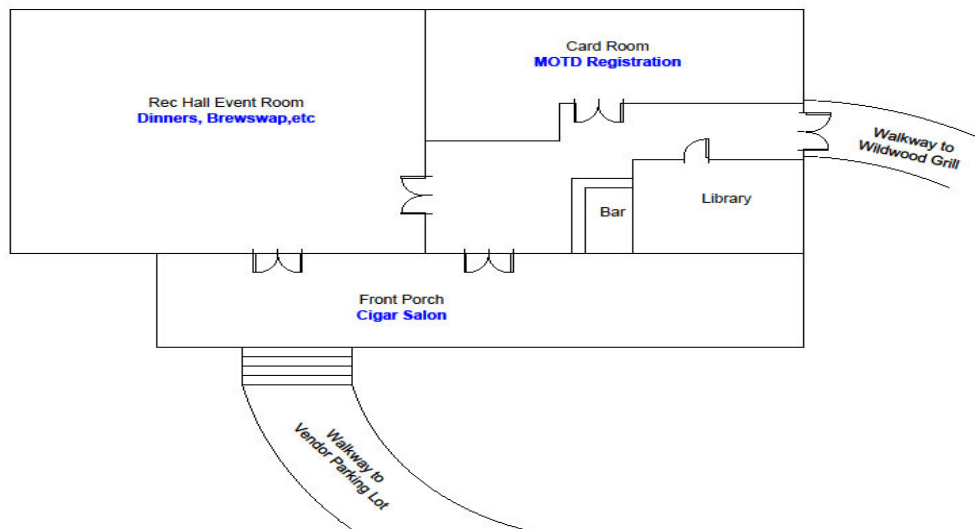 Card Room
MOTD Registration
Rec Hall Event Room
Dinners, Brewswap,etc
Walkway to
Wildwood Grill
Bar
Library
Front Porch
Cigar Salon
Walkway to
Vendor Parking Lot